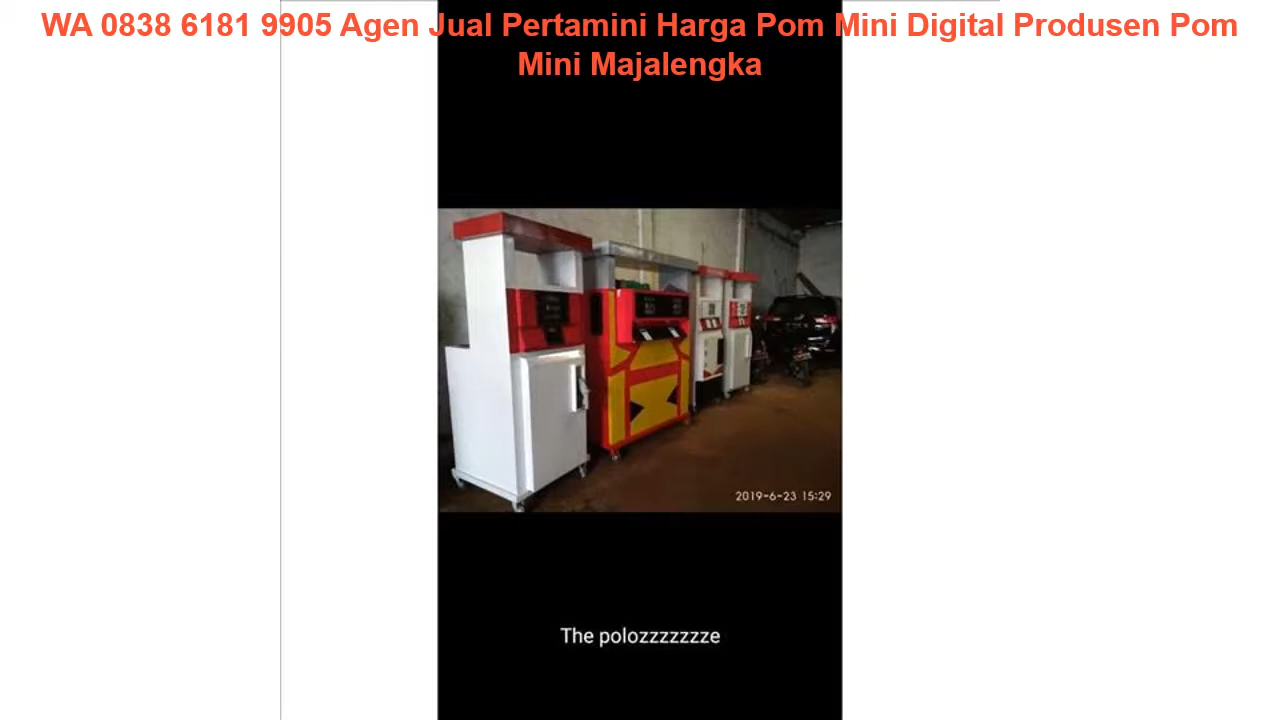 WA 0838 6181 9905 Agen Jual Pertamini Harga Pom Mini Digital Produsen Pom
Mini Majalengka
2019-6-23 15:29
The polozzzzzzze